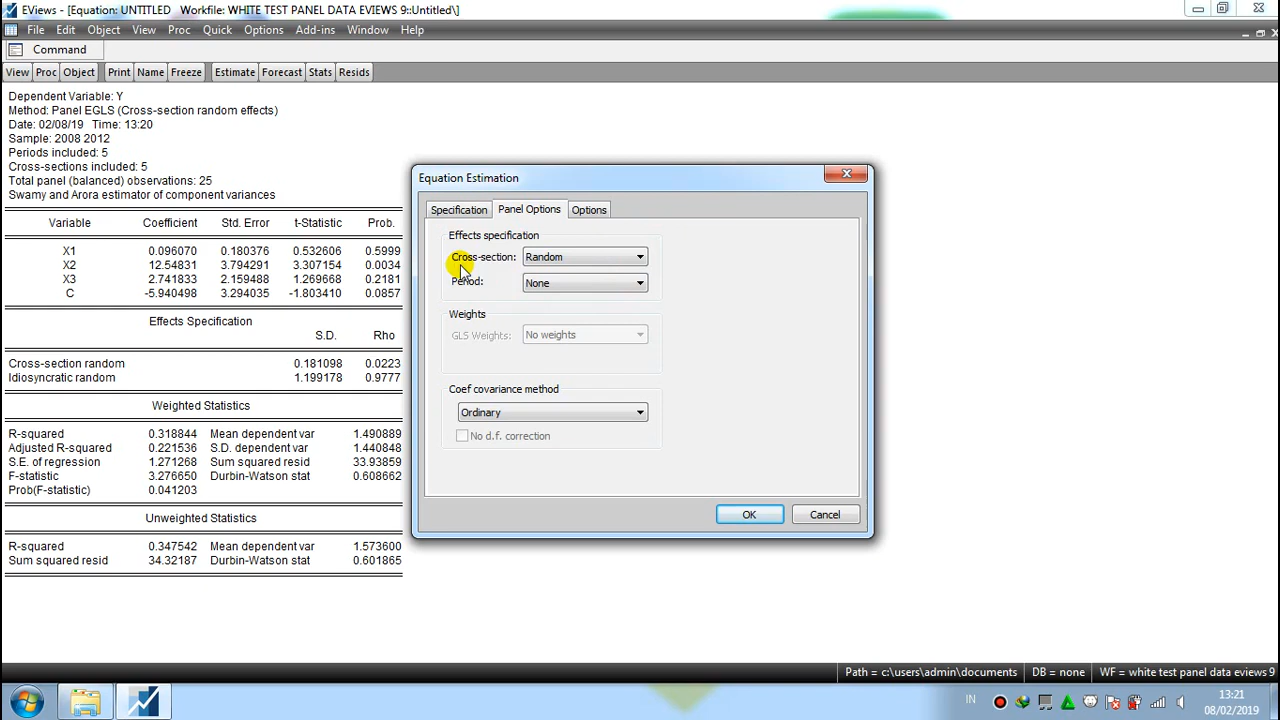 EViews - [Equation: UNTITLED   Workfile: WHITE TEST PANEL DATA EVIEWS 9::Untitled\]
File Edit Object View Proc Quick Options Add-ins Window Help
Command
View Proc Object Print Name Freeze Estimate Forecast Stats Resids
Dependent Variable: Y
Method: Panel EGLS (Cross-section random effects)
Date: 02/08/19   Time: 13:20
Sample: 2008 2012
Periods included: 5
Cross-sections included: 5
Total panel (balanced) observations: 25
Swamy and Arora estimator of component variances
Variable Coefficient Std. Error t-Statistic Prob.
X1 0.096070 0.180376 0.532606 0.5999
X2 12.54831 3.794291 3.307154 0.0034
X3 2.741833 2.159488 1.269668 0.2181
C -5.940498 3.294035 -1.803410 0.0857
Effects Specification
S.D. Rho
Cross-section random 0.181098 0.0223
Idiosyncratic random 1.199178 0.9777
Weighted Statistics
R-squared 0.318844 Mean dependent var 1.490889
Adjusted R-squared 0.221536 S.D. dependent var 1.440848
S.E. of regression 1.271268 Sum squared resid 33.93859
F-statistic 3.276650 Durbin-Watson stat 0.608662
Prob(F-statistic) 0.041203
Unweighted Statistics
R-squared 0.347542 Mean dependent var 1.573600
Sum squared resid 34.32187 Durbin-Watson stat 0.601865
Equation Estimation
Specification Panel Options Options
Effects specification
Cross-section: Random
Period: None
Weights
GLS Weights: No weights
Coef covariance method
Ordinary
No d.f. correction
OK Cancel
Path = c:\users\admin\documents DB = none WF = white test panel data eviews 9
IN 13:21
08/02/2019